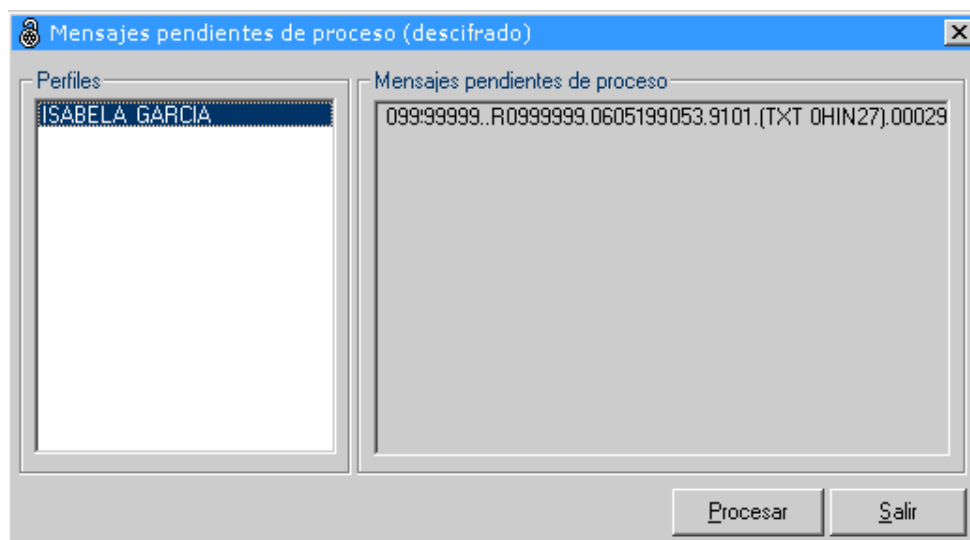 Mensajes pendientes de proceso (descifrado)
Perfiles
ISABELA GARCIA
Mensajes pendientes de proceso
099!99999..R0999999.0605199053.9101.(TXT 0HIN27).00029
Procesar
Salir